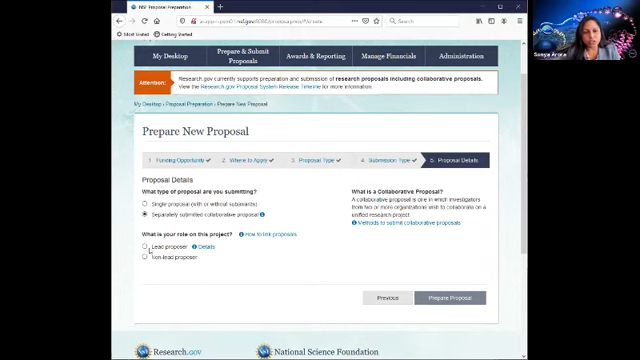 NSF Proposal Preparation
Search
Most Visited
Getting Started
My Desktop
Prepare & Submit
Proposals
Awards & Reporting
Manage Financials
Administration
Attention:
Research.gov currently supports preparation and submission of research proposals including collaborative proposals.
View the Research.gov Proposal System Release Timeline for more information.
My Desktop › Proposal Preparation › Prepare New Proposal
Prepare New Proposal
1. Funding Opportunity
2. Where to Apply
3. Proposal Type
4. Submission Type
5. Proposal Details
Proposal Details
What type of proposal are you submitting?
Single proposal (with or without subawards)
Separately submitted collaborative proposal
What is your role on this project?
How to link proposals
Lead proposer
Details
Non-lead proposer
What is a Collaborative Proposal?
A collaborative proposal is one in which investigators
from two or more organizations wish to collaborate on a
unified research project
Methods to submit collaborative proposals
Previous
Prepare Proposal
Research.gov
National Science Foundation
Sunya Arora